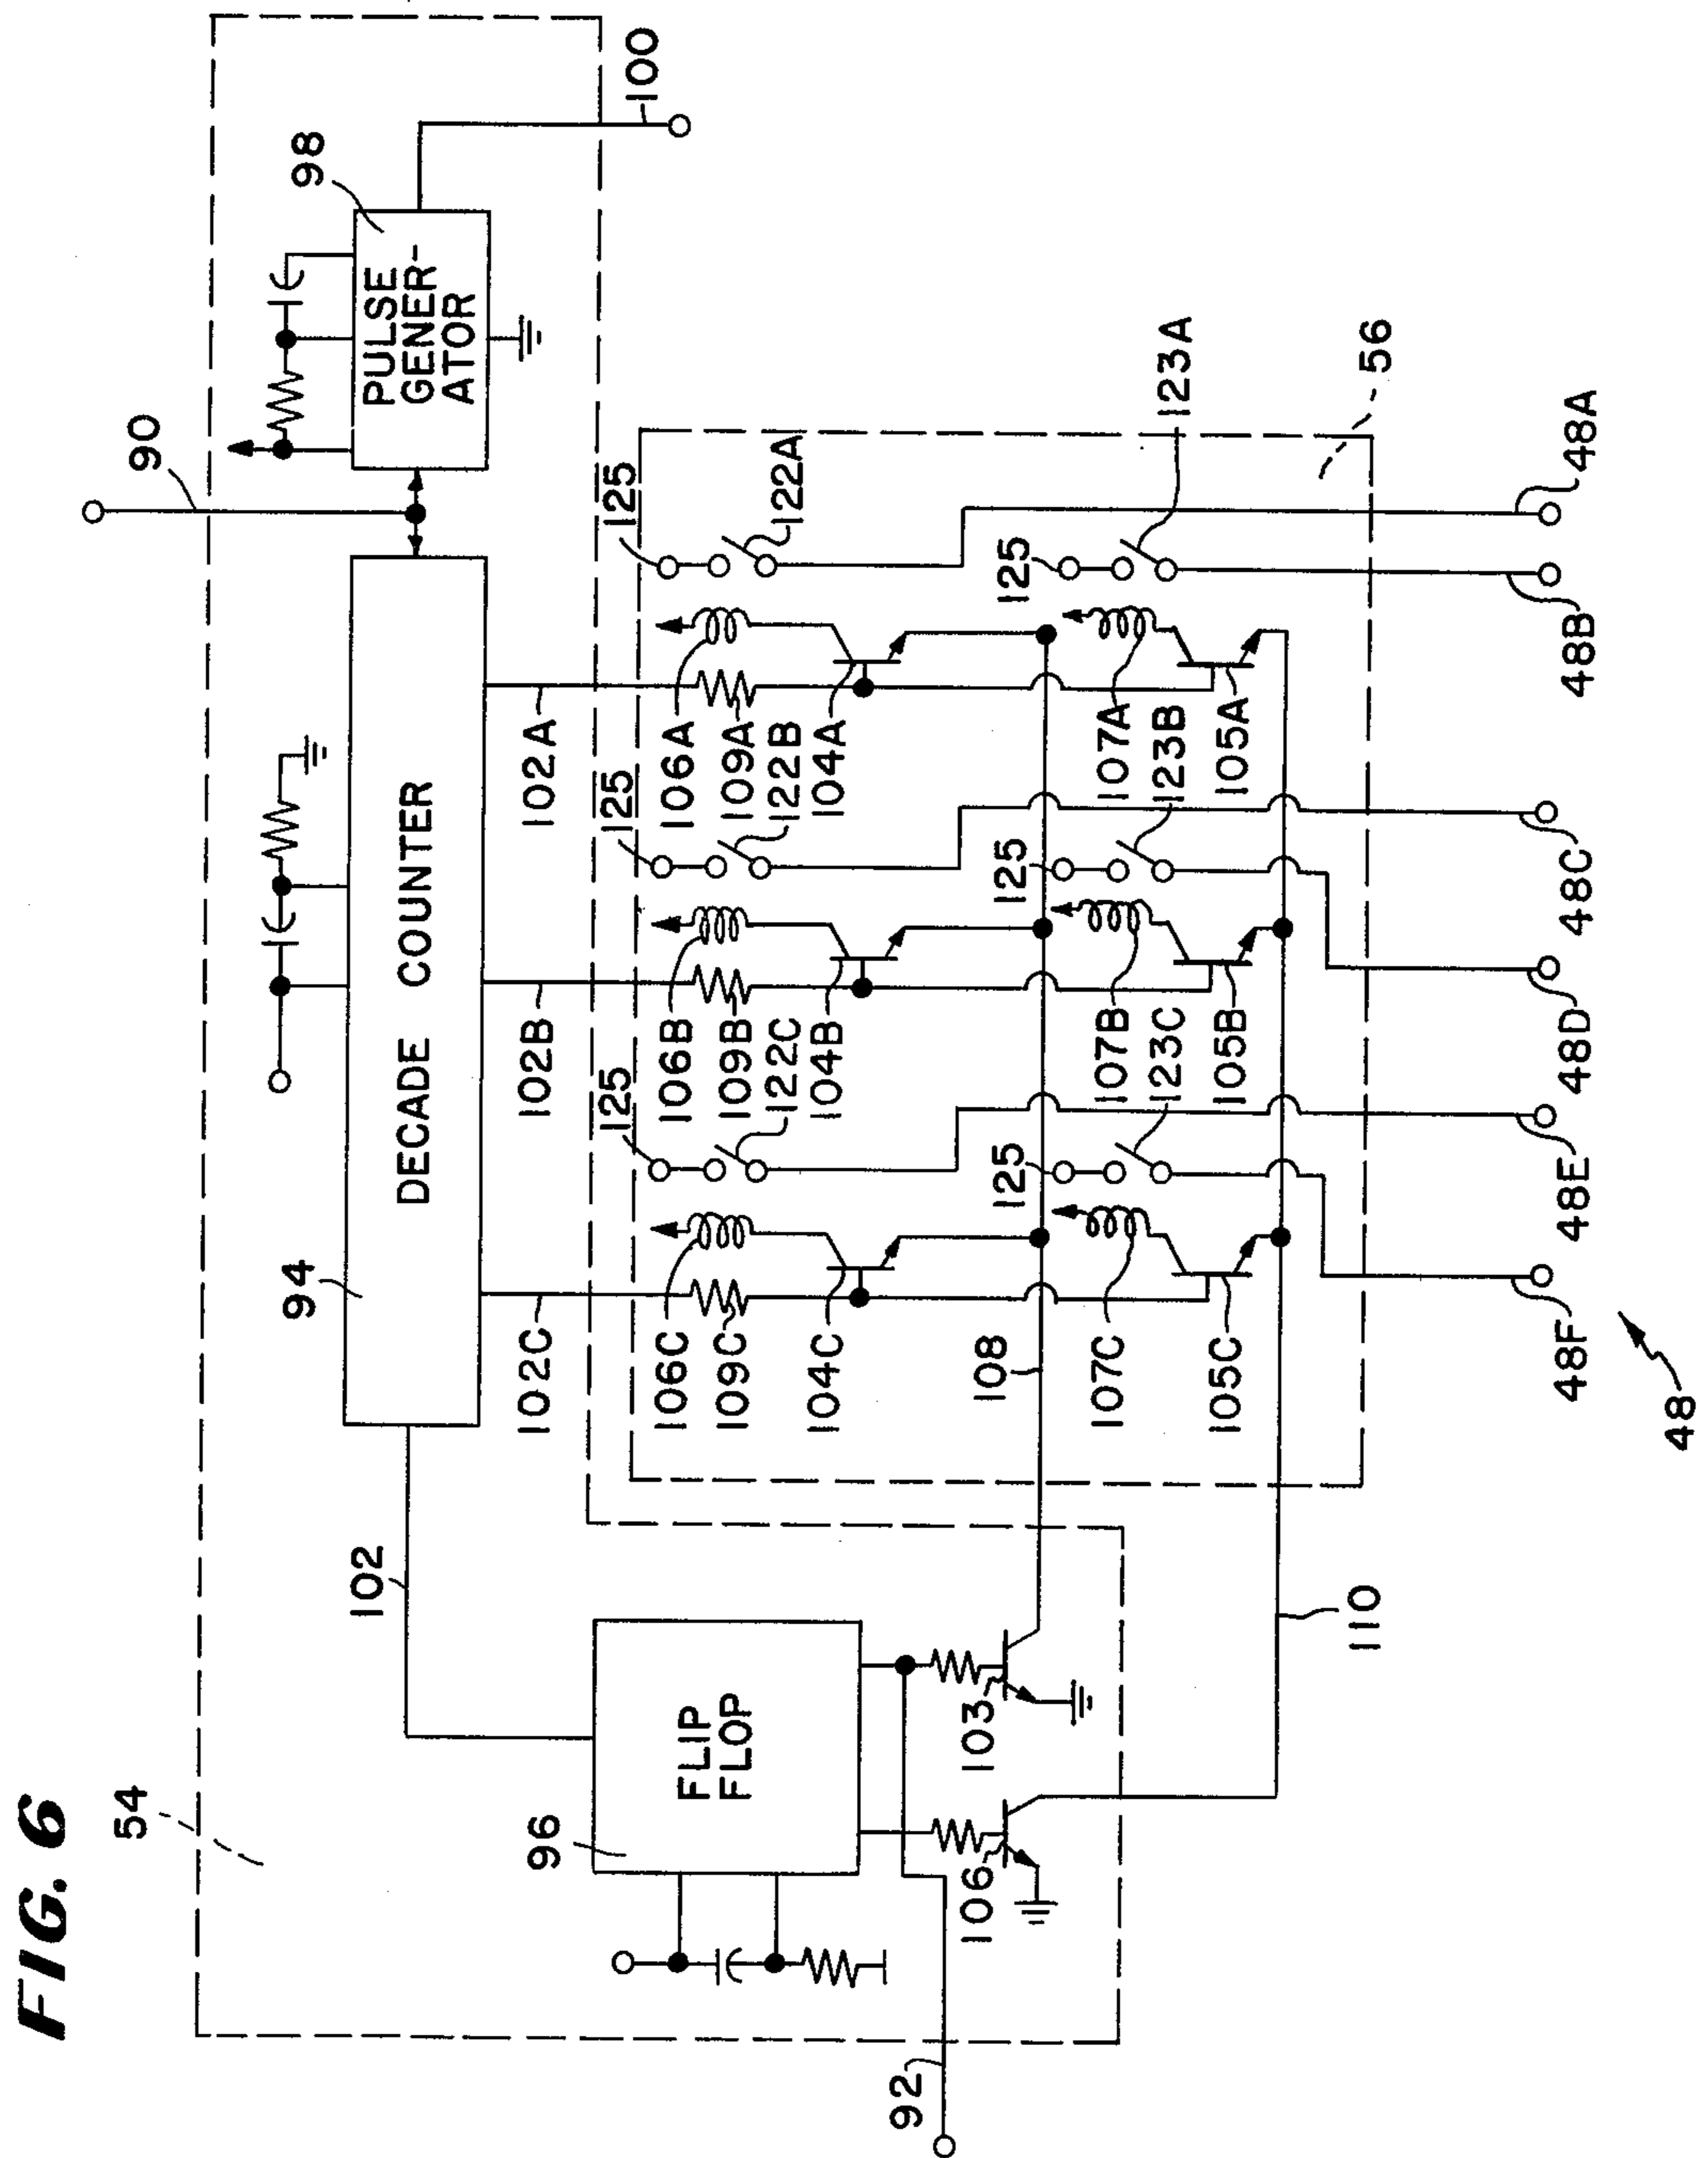 FIG. 6
54
90
94
DECADE COUNTER
98
PULSE
GENER-
ATOR
100
102
96
FLIP
FLOP
102C
102B
102A
92
106
103
108
110
125
125
125
106C
109C
122C
104C
106B
109B
122B
104B
106A
109A
122A
104A
125
125
125
107C
123C
105C
107B
123B
105B
107A
123A
105A
56
48F
48E
48D
48C
48B
48A
48